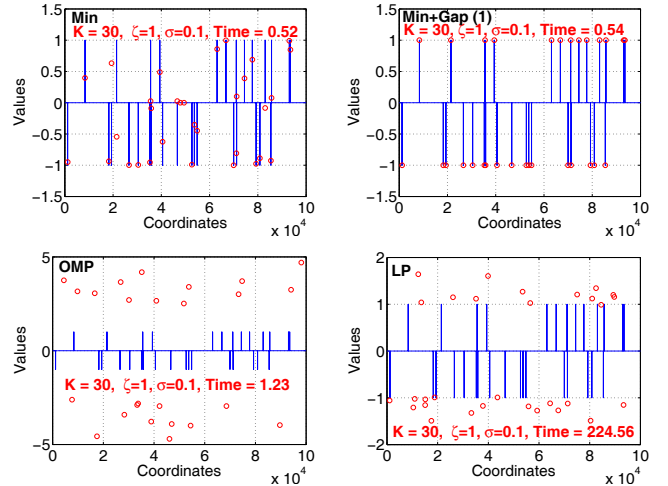 Min
K = 30, ζ=1, σ=0.1, Time = 0.52
Values
1.5
1
0.5
0
−0.5
−1
−1.5
0 2 4 6 8 10
Coordinates
x 10^4
Min+Gap (1)
K = 30, ζ=1, σ=0.1, Time = 0.54
Values
1.5
1
0.5
0
−0.5
−1
−1.5
0 2 4 6 8 10
Coordinates
x 10^4
OMP
K = 30, ζ=1, σ=0.1, Time = 1.23
Values
5
0
−5
0 2 4 6 8 10
Coordinates
x 10^4
LP
K = 30, ζ=1, σ=0.1, Time = 224.56
Values
2
1
0
−1
−2
0 2 4 6 8 10
Coordinates
x 10^4